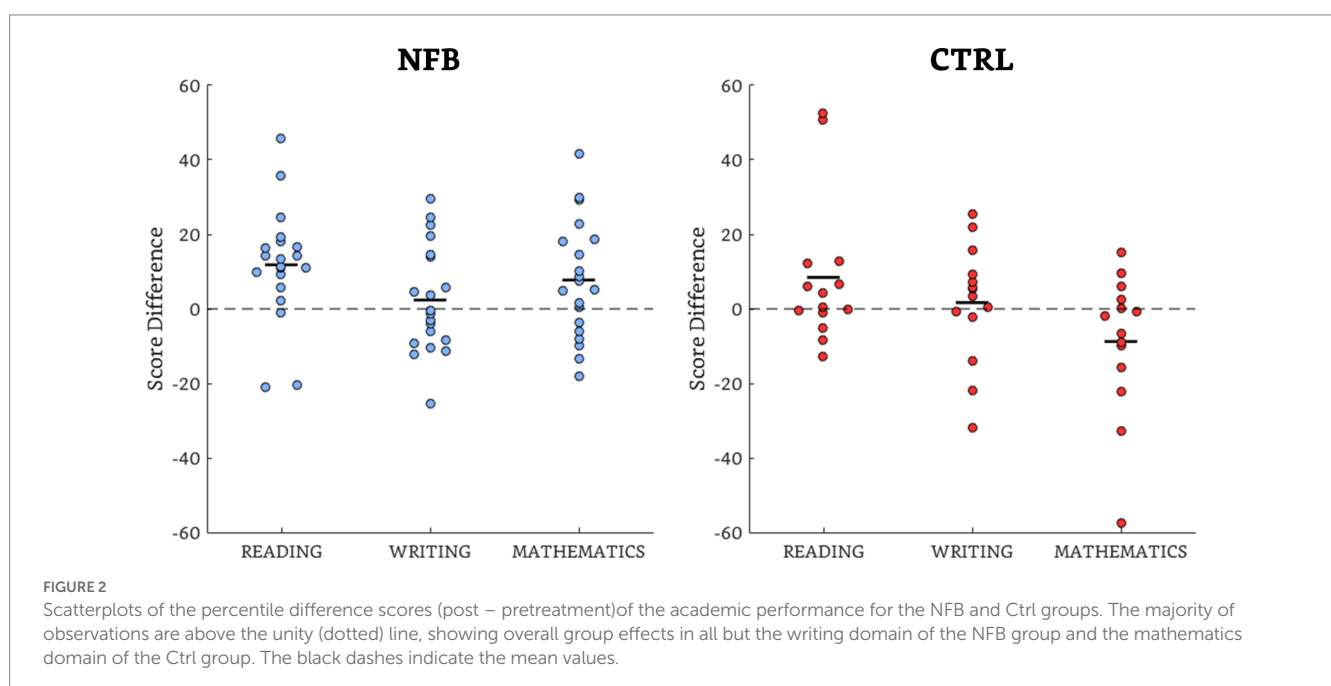 NFB
CTRL
60
40
20
0
-20
-40
-60
Score Difference
READING
WRITING
MATHEMATICS
60
40
20
0
-20
-40
-60
Score Difference
READING
WRITING
MATHEMATICS
FIGURE 2
Scatterplots of the percentile difference scores (post – pretreatment)of the academic performance for the NFB and Ctrl groups. The majority of
observations are above the unity (dotted) line, showing overall group effects in all but the writing domain of the NFB group and the mathematics
domain of the Ctrl group. The black dashes indicate the mean values.